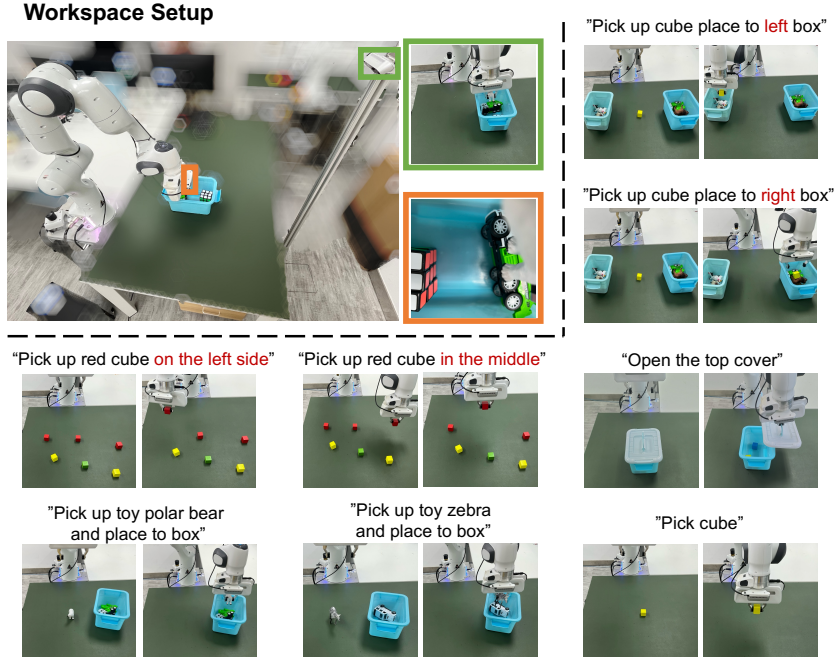 Workspace Setup
”Pick up cube place to left box”
”Pick up cube place to right box”
“Pick up red cube on the left side”
“Pick up red cube in the middle”
“Open the top cover”
”Pick up toy polar bear
and place to box”
”Pick up toy zebra
and place to box”
”Pick cube”